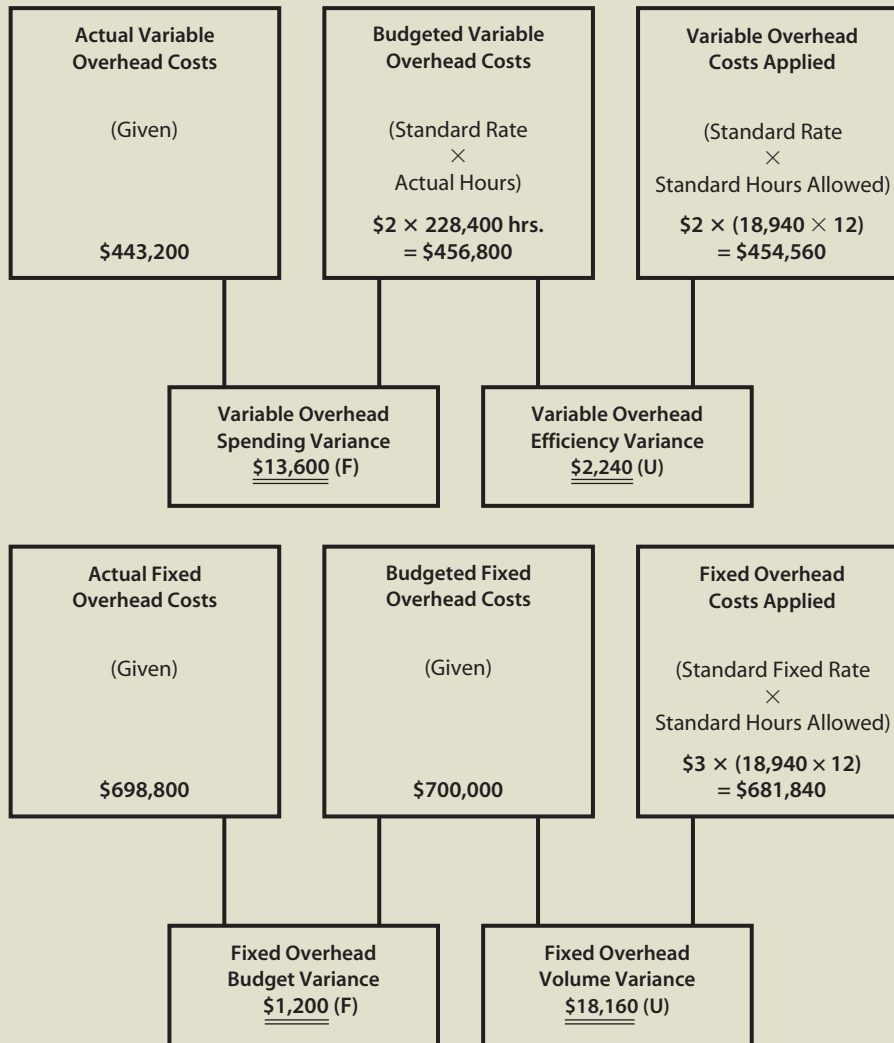 Actual Variable
Overhead Costs
(Given)
$443,200
Budgeted Variable
Overhead Costs
(Standard Rate
×
Actual Hours)
$2 × 228,400 hrs.
= $456,800
Variable Overhead
Costs Applied
(Standard Rate
×
Standard Hours Allowed)
$2 × (18,940 × 12)
= $454,560
Variable Overhead
Spending Variance
$13,600 (F)
Variable Overhead
Efficiency Variance
$2,240 (U)
Actual Fixed
Overhead Costs
(Given)
$698,800
Budgeted Fixed
Overhead Costs
(Given)
$700,000
Fixed Overhead
Costs Applied
(Standard Fixed Rate
×
Standard Hours Allowed)
$3 × (18,940 × 12)
= $681,840
Fixed Overhead
Budget Variance
$1,200 (F)
Fixed Overhead
Volume Variance
$18,160 (U)